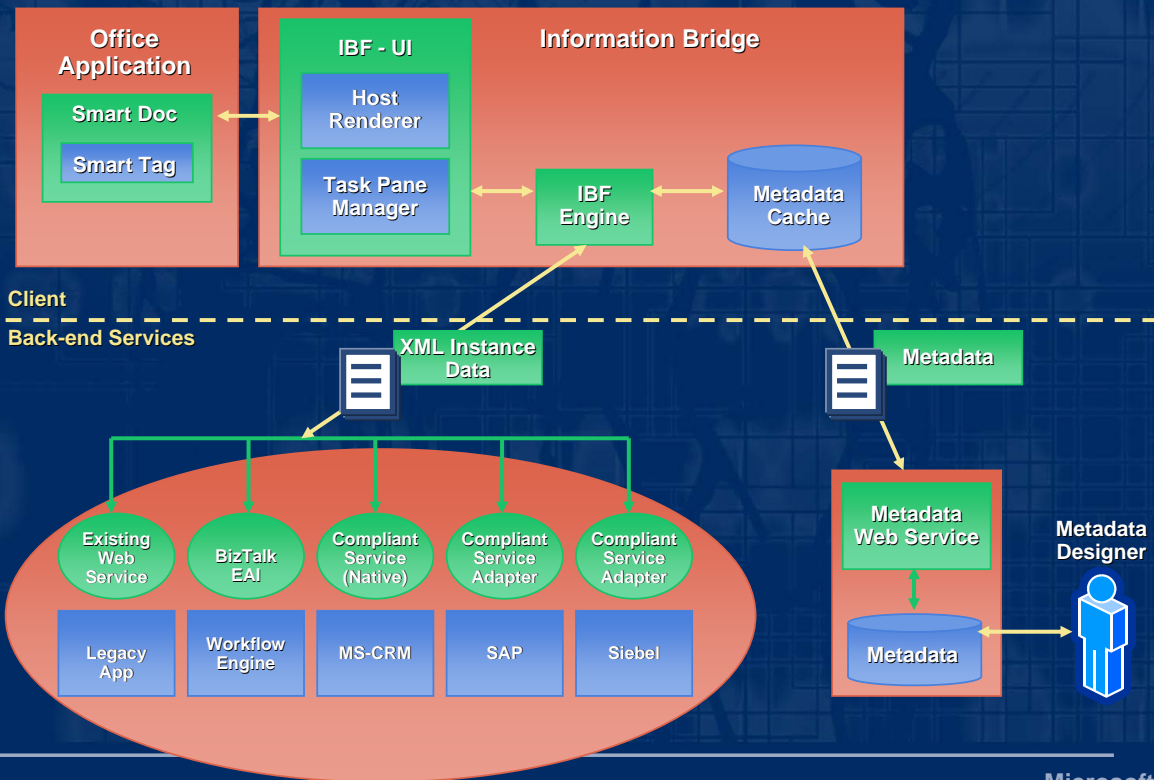 Office
Application
Smart Doc
Smart Tag
Information Bridge
IBF - UI
Host
Renderer
Task Pane
Manager
IBF
Engine
Metadata
Cache
Client
Back-end Services
XML Instance
Data
Metadata
Existing
Web
Service
BizTalk
EAI
Compliant
Service
(Native)
Compliant
Service
Adapter
Compliant
Service
Adapter
Legacy
App
Workflow
Engine
MS-CRM
SAP
Siebel
Metadata
Web Service
Metadata
Metadata
Designer
Microsoft